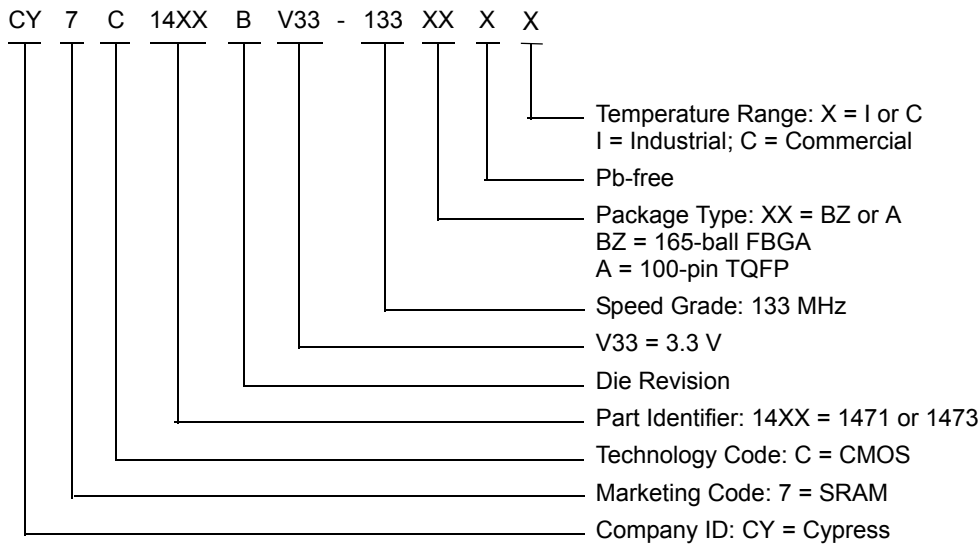 CY 7 C 14XX B V33 - 133 XX X X
Temperature Range: X = I or C
I = Industrial; C = Commercial
Pb-free
Package Type: XX = BZ or A
BZ = 165-ball FBGA
A = 100-pin TQFP
Speed Grade: 133 MHz
V33 = 3.3 V
Die Revision
Part Identifier: 14XX = 1471 or 1473
Technology Code: C = CMOS
Marketing Code: 7 = SRAM
Company ID: CY = Cypress